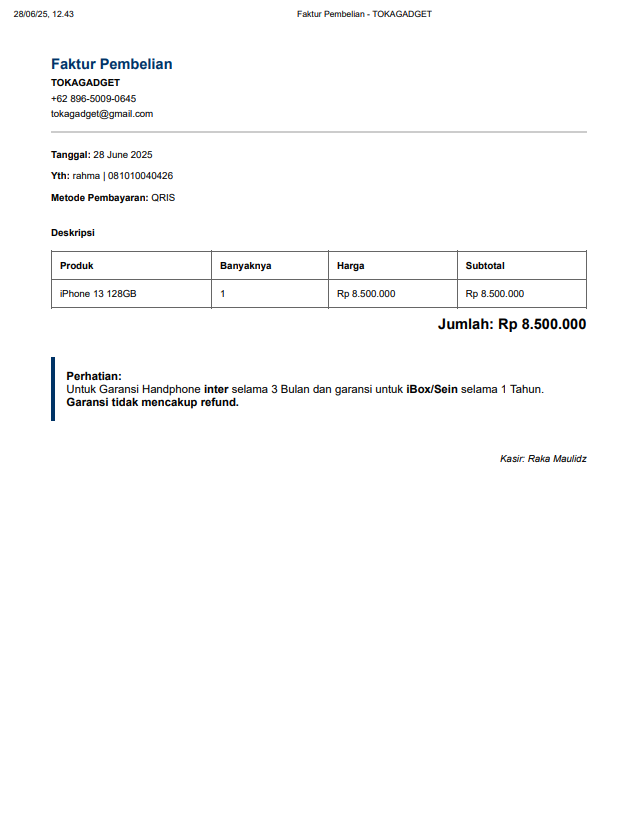 28/06/25, 12.43 Faktur Pembelian - TOKAGADGET
Faktur Pembelian
TOKAGADGET
+62 896-5009-0645
tokagadget@gmail.com
Tanggal: 28 June 2025
Yth: rahma | 081010040426
Metode Pembayaran: QRIS
Deskripsi
Produk Banyaknya Harga Subtotal
iPhone 13 128GB 1 Rp 8.500.000 Rp 8.500.000
Jumlah: Rp 8.500.000
Perhatian:
Untuk Garansi Handphone inter selama 3 Bulan dan garansi untuk iBox/Sein selama 1 Tahun.
Garansi tidak mencakup refund.
Kasir: Raka Maulidz